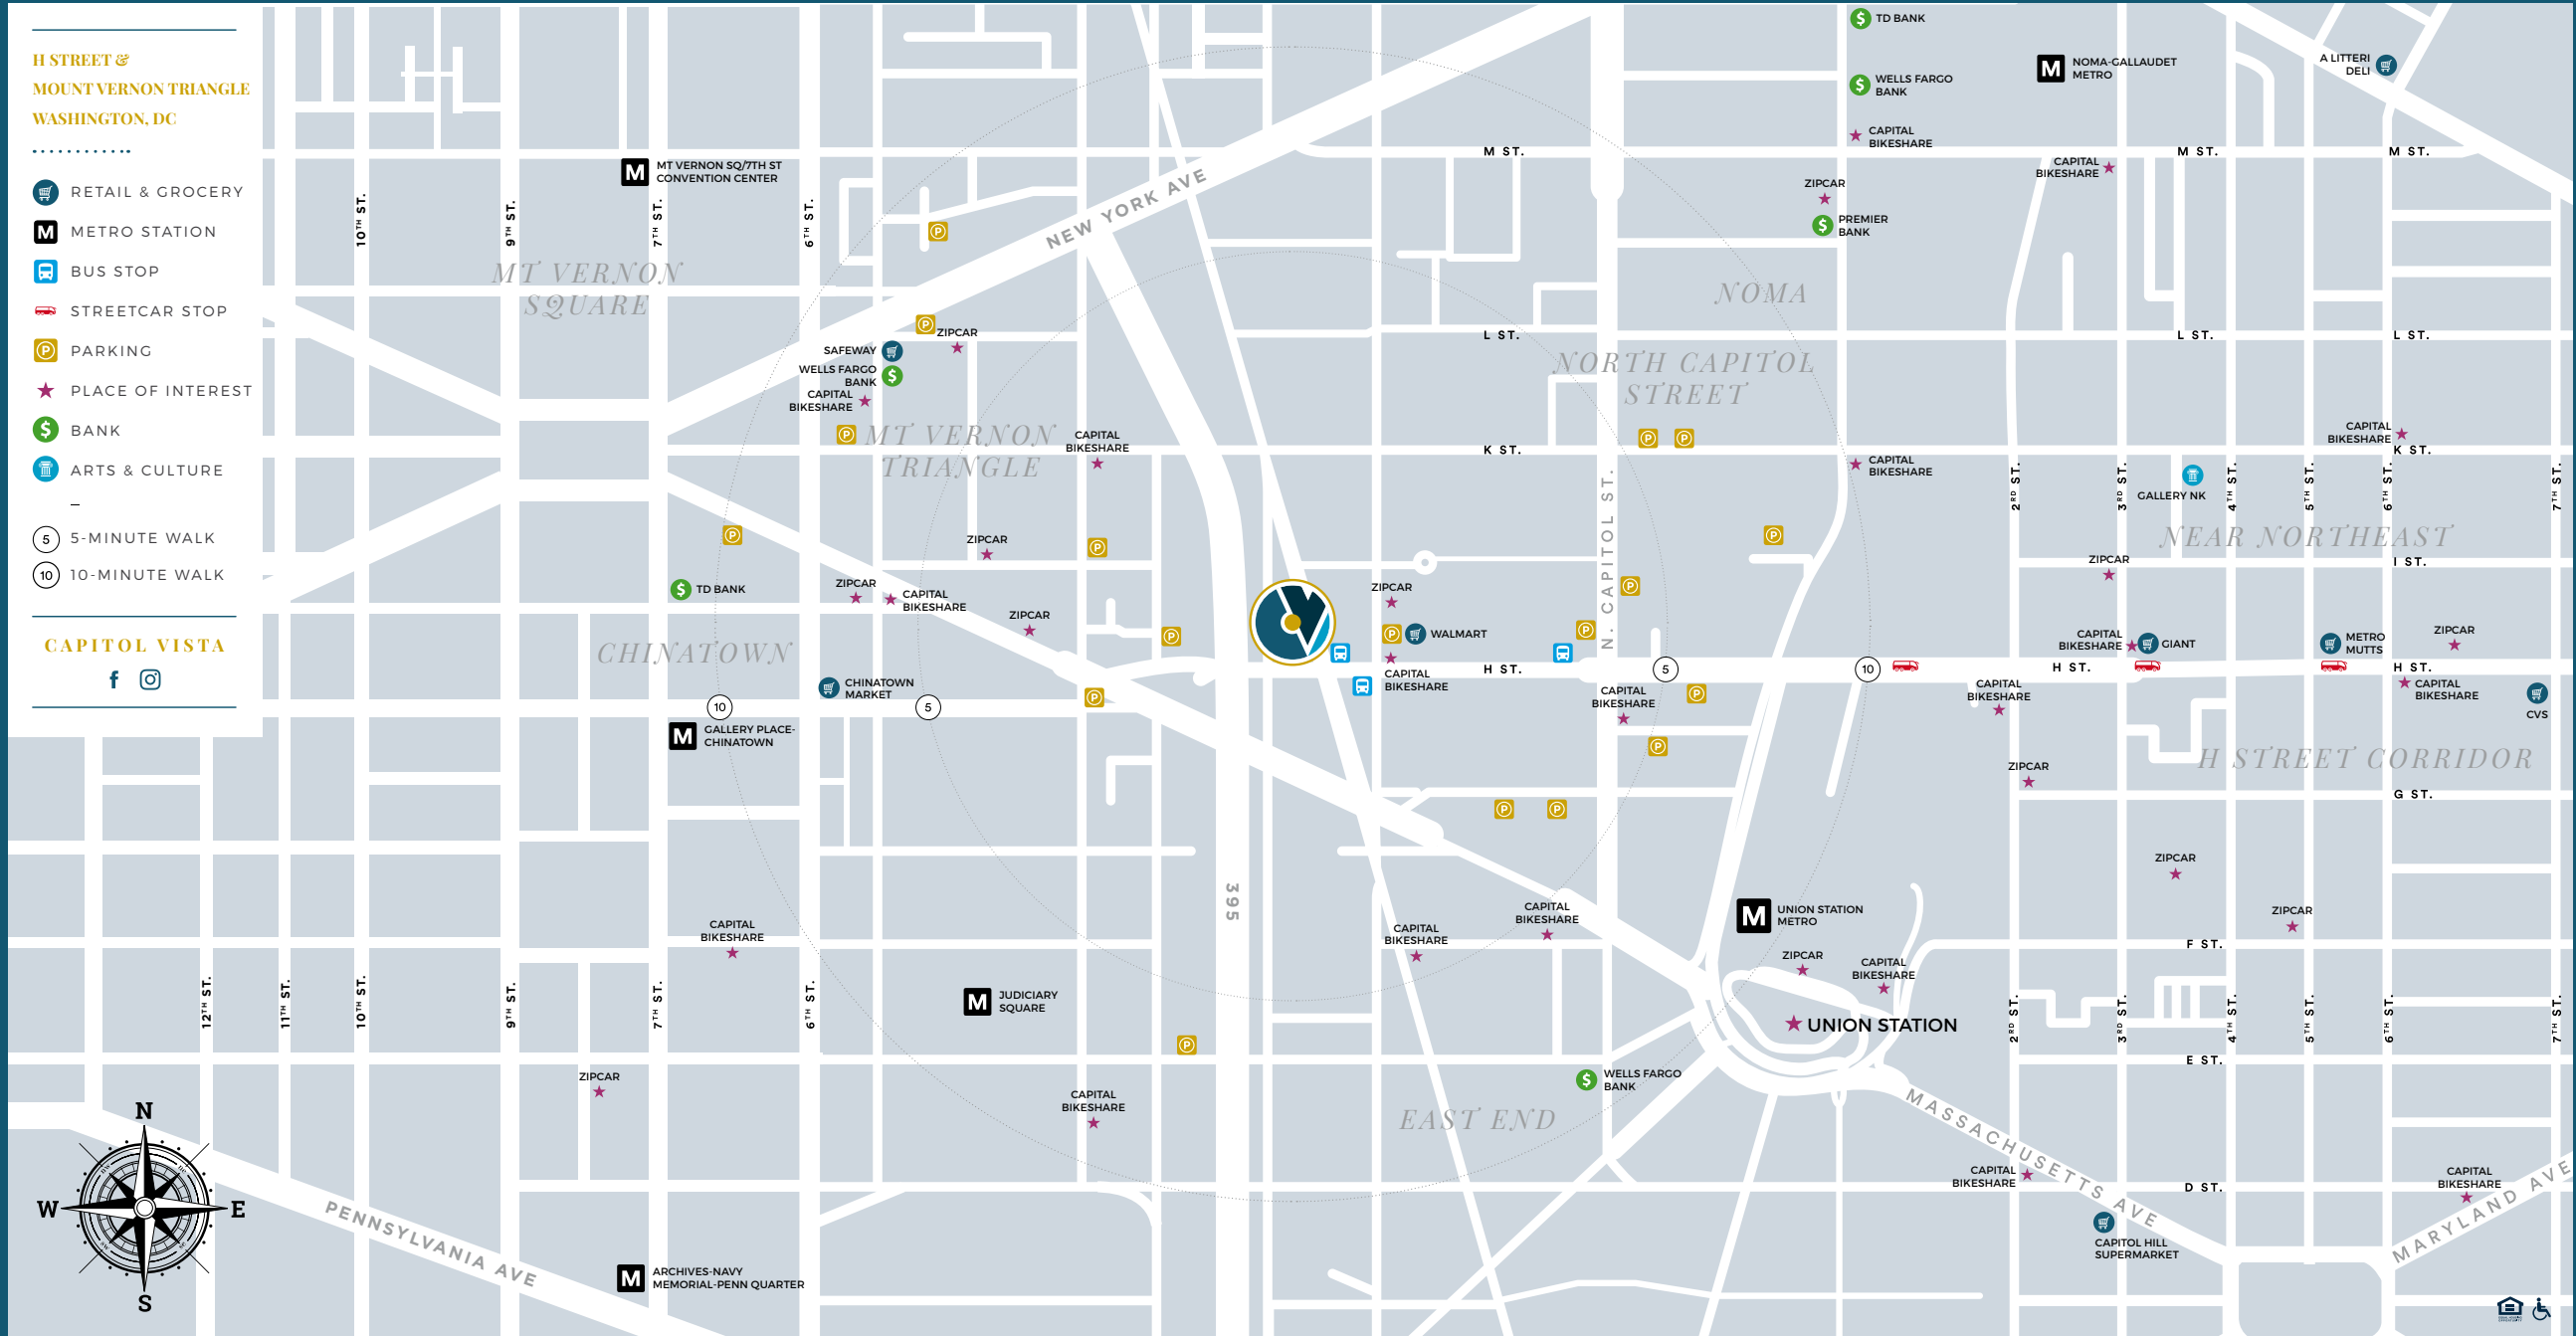 H STREET &
MOUNT VERNON TRIANGLE
WASHINGTON, DC
RETAIL & GROCERY
M METRO STATION
BUS STOP
STREETCAR STOP
P PARKING
PLACE OF INTEREST
$ BANK
ARTS & CULTURE
–
5 5-MINUTE WALK
10 10-MINUTE WALK
CAPITOL VISTA
f
TD BANK
WELLS FARGO
BANK
NOMA-GALLAUDET
METRO
A LITTERI
DELI
CAPITAL
BIKESHARE
M ST.
M ST.
M ST.
CAPITAL
BIKESHARE
MT VERNON SQ/7TH ST
CONVENTION CENTER
ZIPCAR
PREMIER
BANK
10TH ST.
9TH ST.
7TH ST.
6TH ST.
NEW YORK AVE
MT VERNON
SQUARE
NOMA
ZIPCAR
SAFEWAY
WELLS FARGO
BANK
CAPITAL
BIKESHARE
L ST.
L ST.
L ST.
NORTH CAPITOL
STREET
MT VERNON
TRIANGLE
CAPITAL
BIKESHARE
K ST.
CAPITAL
BIKESHARE
K ST.
CAPITAL
BIKESHARE
N. CAPITOL ST.
2RD ST.
3RD ST.
GALLERY NK
4TH ST.
5TH ST.
6TH ST.
7TH ST.
NEAR NORTHEAST
ZIPCAR
ZIPCAR
I ST.
TD BANK
ZIPCAR
CAPITAL
BIKESHARE
ZIPCAR
ZIPCAR
WALMART
CAPITAL
BIKESHARE
CHINATOWN
H ST.
5
10
H ST.
CAPITAL
BIKESHARE
GIANT
METRO
MUTTS
ZIPCAR
H ST.
CAPITAL
BIKESHARE
CVS
CHINATOWN
MARKET
10
5
GALLERY PLACE-
CHINATOWN
CAPITAL
BIKESHARE
CAPITAL
BIKESHARE
H STREET CORRIDOR
ZIPCAR
G ST.
ZIPCAR
395
CAPITAL
BIKESHARE
CAPITAL
BIKESHARE
CAPITAL
BIKESHARE
UNION STATION
METRO
ZIPCAR
F ST.
ZIPCAR
CAPITAL
BIKESHARE
12TH ST.
11TH ST.
10TH ST.
9TH ST.
7TH ST.
6TH ST.
JUDICIARY
SQUARE
UNION STATION
2RD ST.
3RD ST.
4TH ST.
5TH ST.
6TH ST.
7TH ST.
E ST.
ZIPCAR
CAPITAL
BIKESHARE
WELLS FARGO
BANK
EAST END
MASSACHUSETTS AVE
CAPITAL
BIKESHARE
D ST.
CAPITAL
BIKESHARE
MARYLAND AVE
CAPITOL HILL
SUPERMARKET
N
W
E
S
PENNSYLVANIA AVE
ARCHIVES-NAVY
MEMORIAL-PENN QUARTER